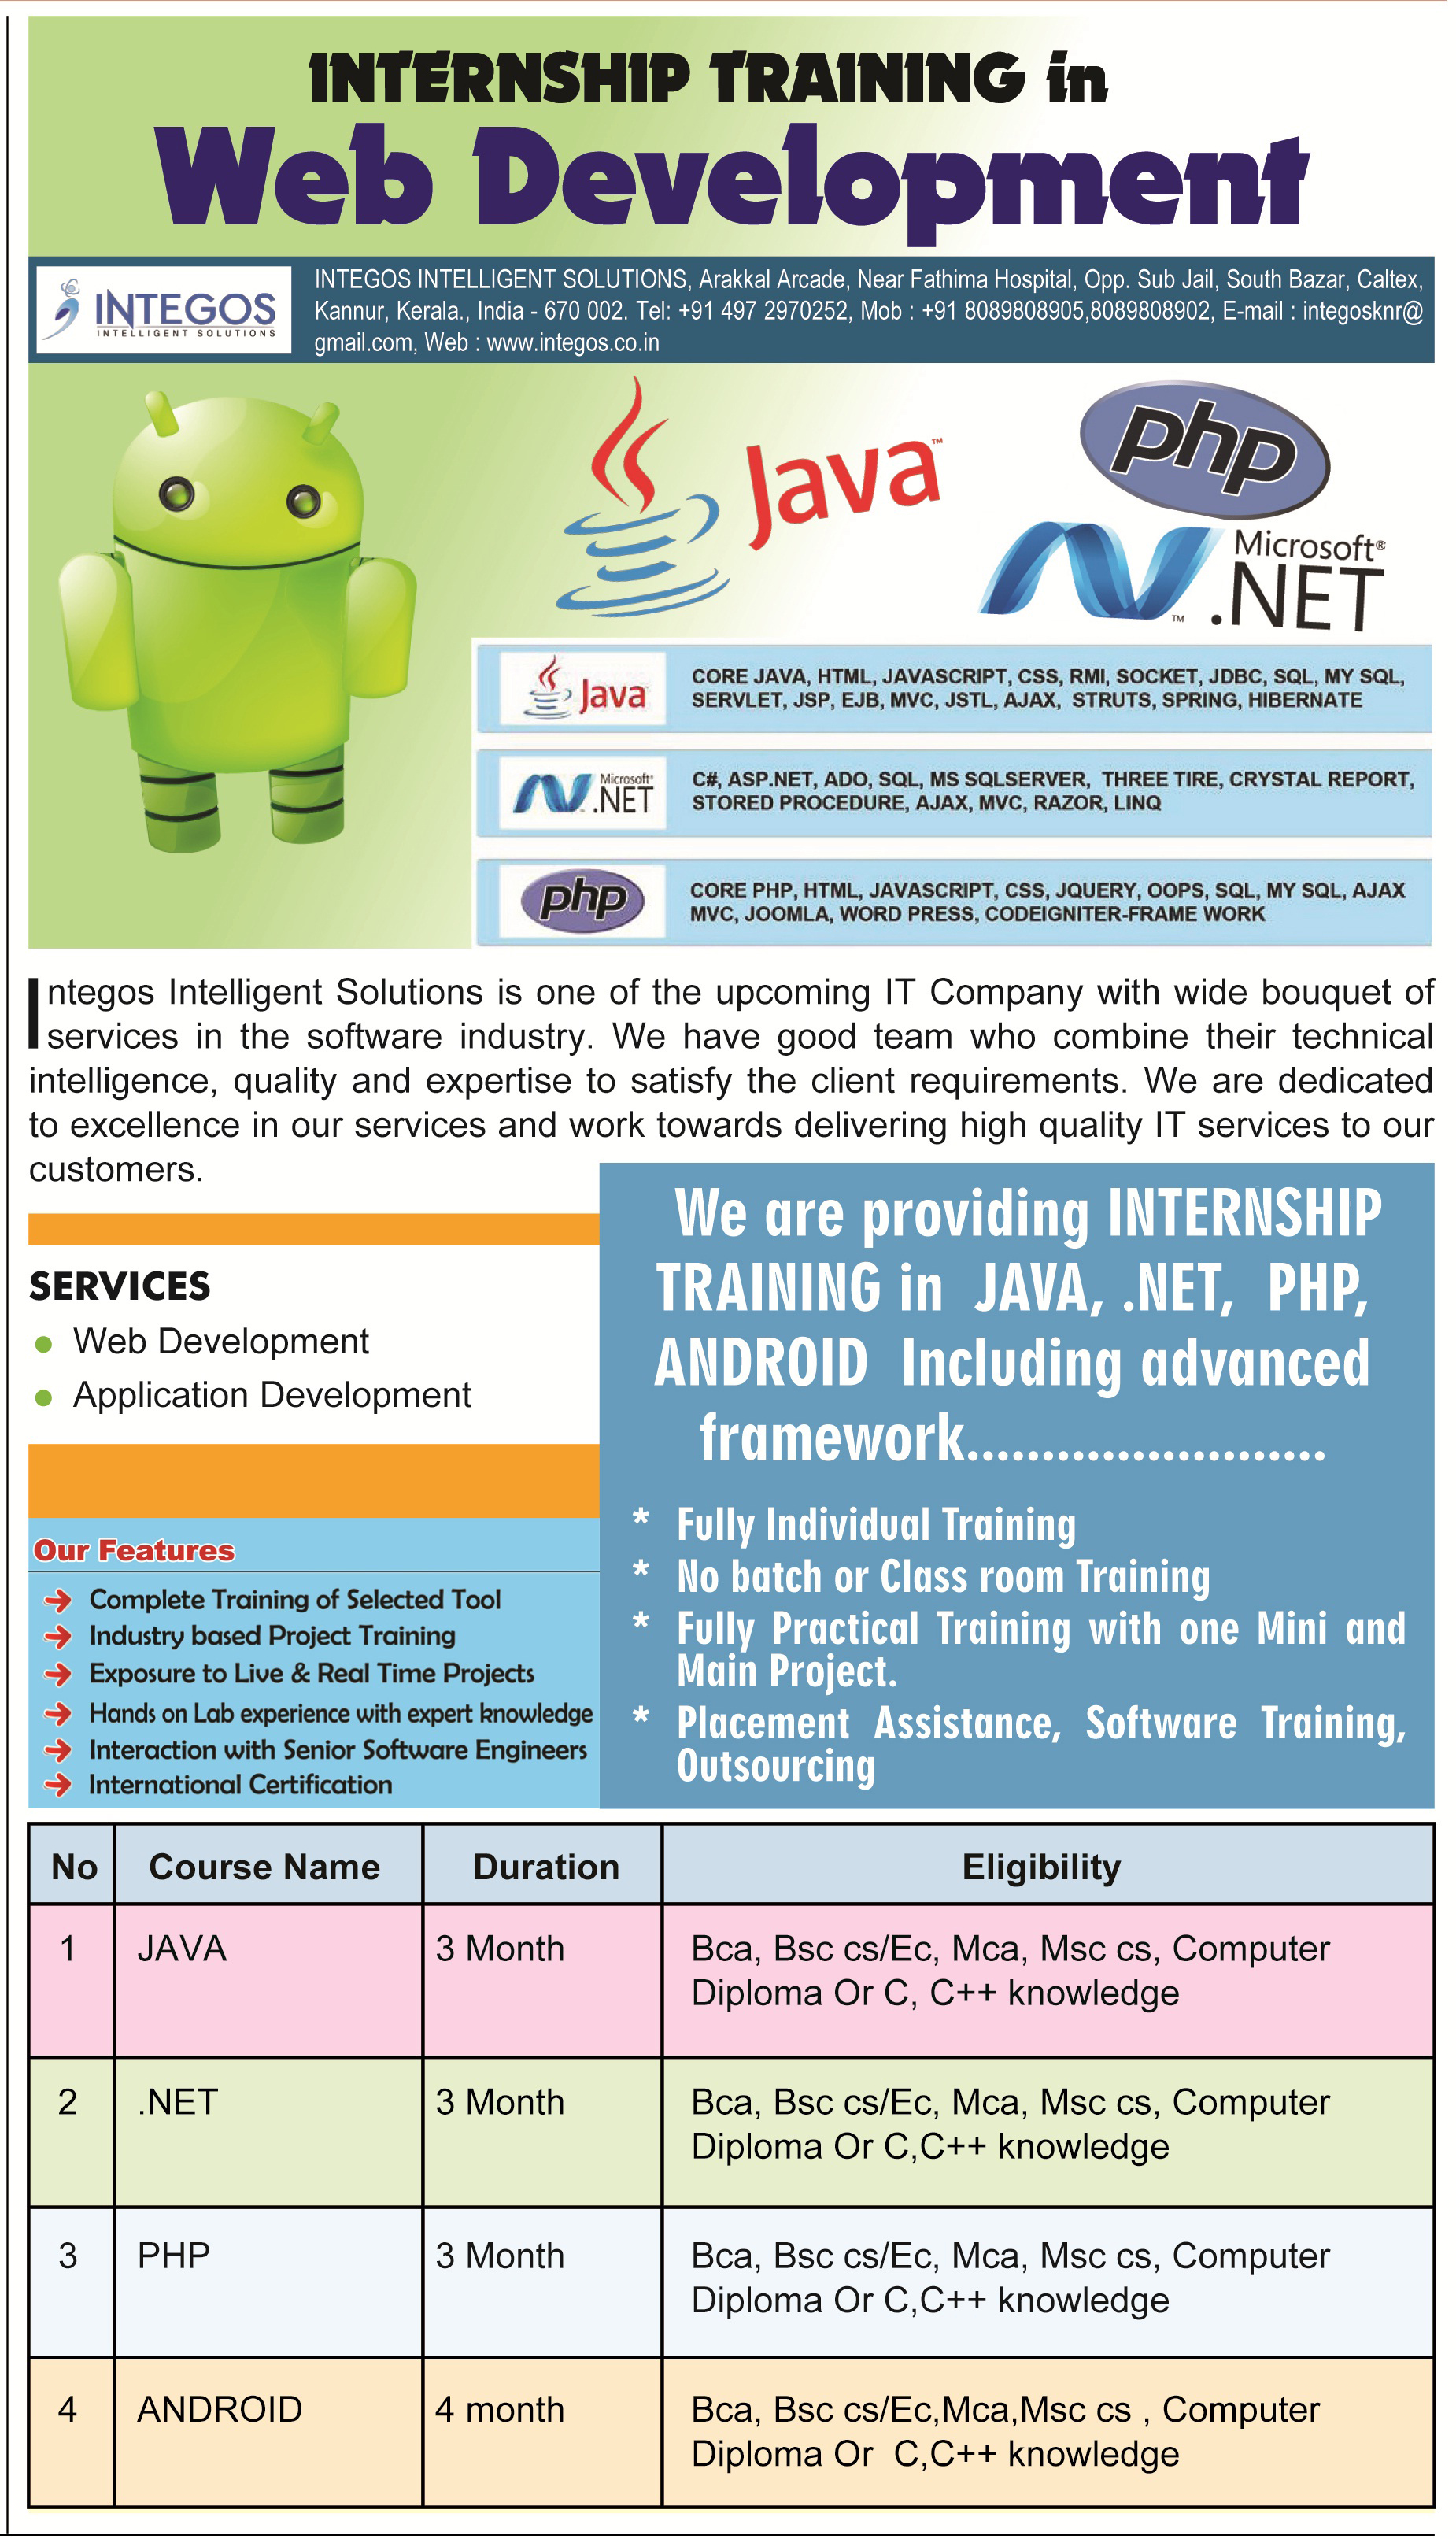 INTERNSHIP TRAINING in
Web Development
INTEGOS
INTELLIGENT SOLUTIONS
INTEGOS INTELLIGENT SOLUTIONS, Arakkal Arcade, Near Fathima Hospital, Opp. Sub Jail, South Bazar, Caltex,
Kannur, Kerala., India - 670 002. Tel: +91 497 2970252, Mob : +91 8089808905,8089808902, E-mail : integosknr@
gmail.com, Web : www.integos.co.in
Java™
php
Microsoft®
.NET
™
Java
CORE JAVA, HTML, JAVASCRIPT, CSS, RMI, SOCKET, JDBC, SQL, MY SQL,
SERVLET, JSP, EJB, MVC, JSTL, AJAX, STRUTS, SPRING, HIBERNATE
Microsoft®
.NET
C#, ASP.NET, ADO, SQL, MS SQLSERVER, THREE TIRE, CRYSTAL REPORT,
STORED PROCEDURE, AJAX, MVC, RAZOR, LINQ
php
CORE PHP, HTML, JAVASCRIPT, CSS, JQUERY, OOPS, SQL, MY SQL, AJAX
MVC, JOOMLA, WORD PRESS, CODEIGNITER-FRAME WORK
Integos Intelligent Solutions is one of the upcoming IT Company with wide bouquet of
services in the software industry. We have good team who combine their technical
intelligence, quality and expertise to satisfy the client requirements. We are dedicated
to excellence in our services and work towards delivering high quality IT services to our
customers.
SERVICES
● Web Development
● Application Development
Our Features
➔ Complete Training of Selected Tool
➔ Industry based Project Training
➔ Exposure to Live & Real Time Projects
➔ Hands on Lab experience with expert knowledge
➔ Interaction with Senior Software Engineers
➔ International Certification
We are providing INTERNSHIP
TRAINING in JAVA, .NET, PHP,
ANDROID Including advanced
framework........................
* Fully Individual Training
* No batch or Class room Training
* Fully Practical Training with one Mini and
Main Project.
* Placement Assistance, Software Training,
Outsourcing
No Course Name Duration Eligibility
1 JAVA 3 Month Bca, Bsc cs/Ec, Mca, Msc cs, Computer
Diploma Or C, C++ knowledge
2 .NET 3 Month Bca, Bsc cs/Ec, Mca, Msc cs, Computer
Diploma Or C,C++ knowledge
3 PHP 3 Month Bca, Bsc cs/Ec, Mca, Msc cs, Computer
Diploma Or C,C++ knowledge
4 ANDROID 4 month Bca, Bsc cs/Ec,Mca,Msc cs , Computer
Diploma Or C,C++ knowledge